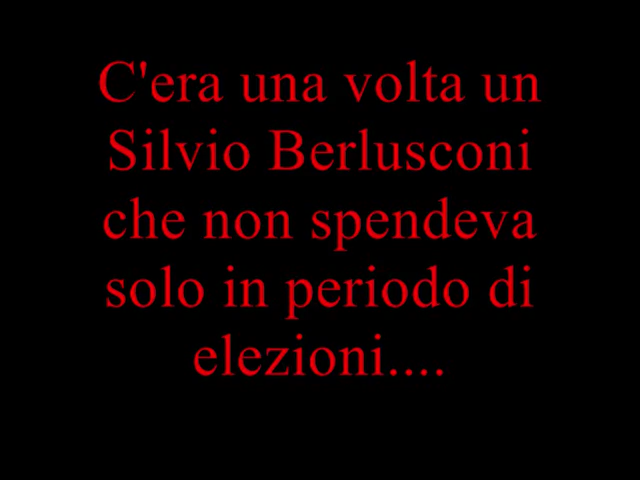 C'era una volta un
Silvio Berlusconi
che non spendeva
solo in periodo di
elezioni....